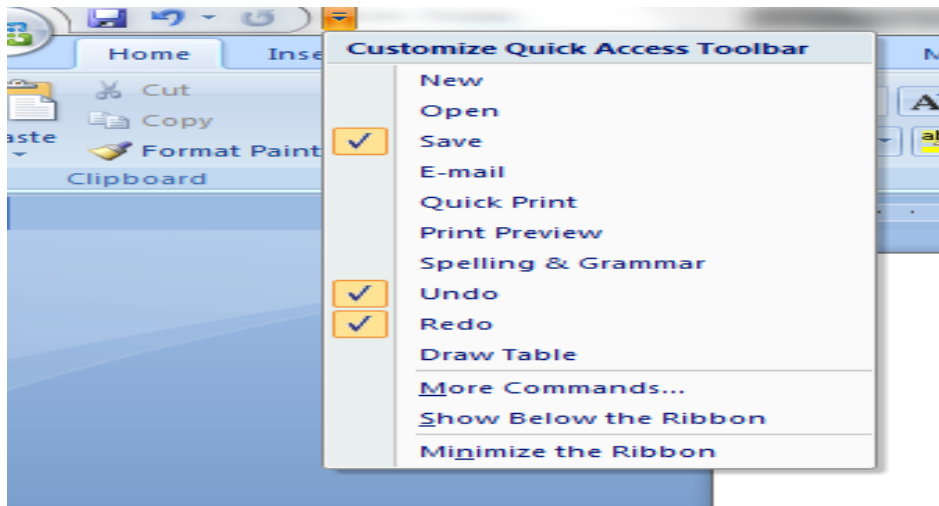 Home
Inse
Customize Quick Access Toolbar
M
Cut
Copy
aste
Format Paint
Clipboard
New
Open
Save
E-mail
Quick Print
Print Preview
Spelling & Grammar
Undo
Redo
Draw Table
More Commands...
Show Below the Ribbon
Minimize the Ribbon
A
ab